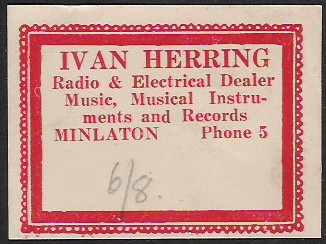 IVAN HERRING
Radio & Electrical Dealer
Music, Musical Instru-
ments and Records
MINLATON Phone 5
6/8.